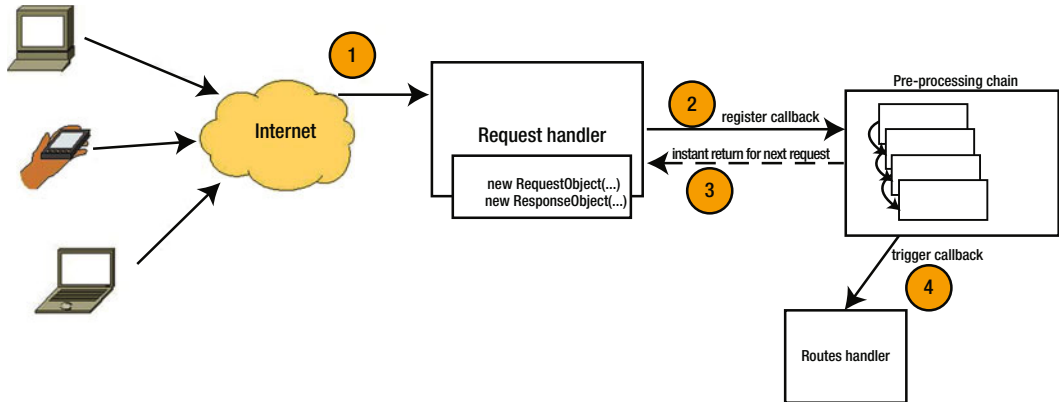 1
Internet
Request handler
new RequestObject(...)
new ResponseObject(...)
2
register callback
instant return for next request
3
Pre-processing chain
trigger callback
4
Routes handler